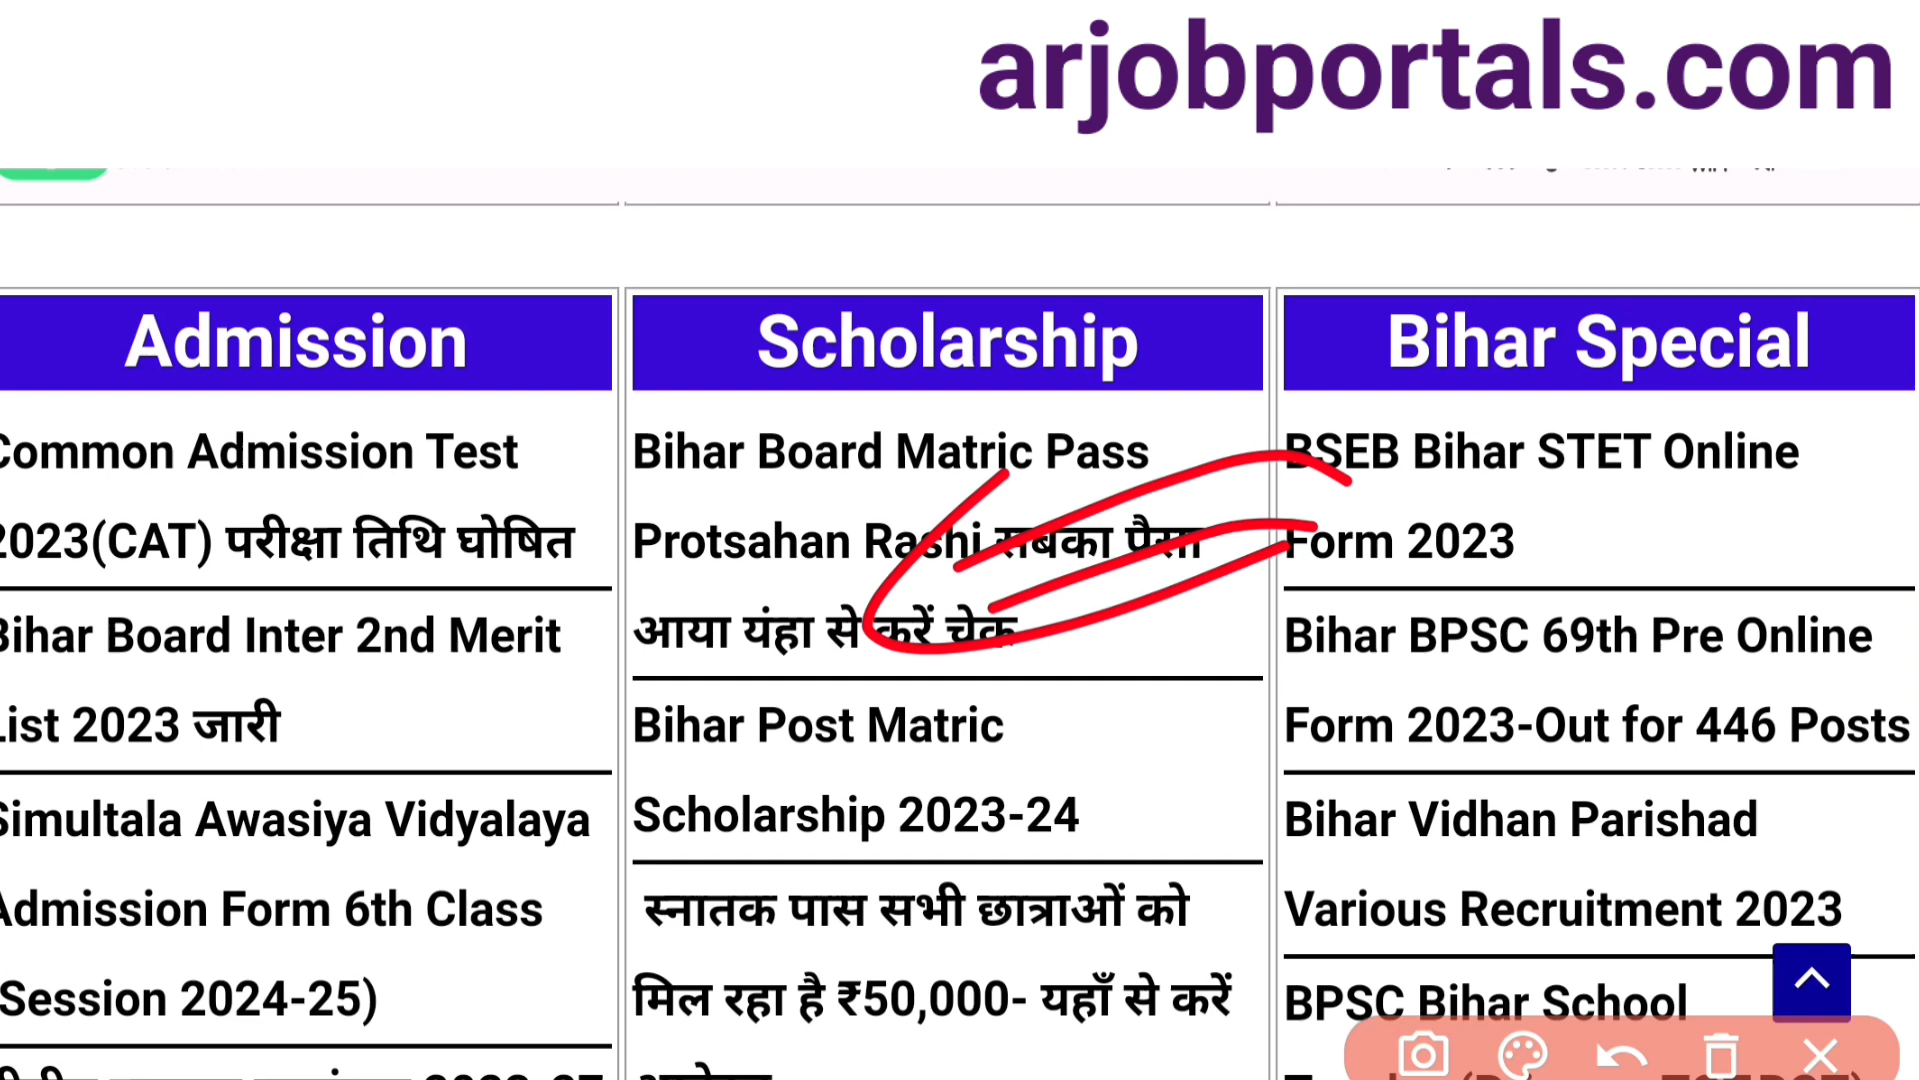 arjobportals.com
Admission
Common Admission Test
2023(CAT) परीक्षा तिथि घोषित
Bihar Board Inter 2nd Merit
List 2023 जारी
Simultala Awasiya Vidyalaya
Admission Form 6th Class
(Session 2024-25)
Scholarship
Bihar Board Matric Pass
Protsahan Rashi सबका पैसा
आया यंहा से करें चेक
Bihar Post Matric
Scholarship 2023-24
स्नातक पास सभी छात्राओं को
मिल रहा है ₹50,000- यहाँ से करें
Bihar Special
BSEB Bihar STET Online
Form 2023
Bihar BPSC 69th Pre Online
Form 2023-Out for 446 Posts
Bihar Vidhan Parishad
Various Recruitment 2023
BPSC Bihar School